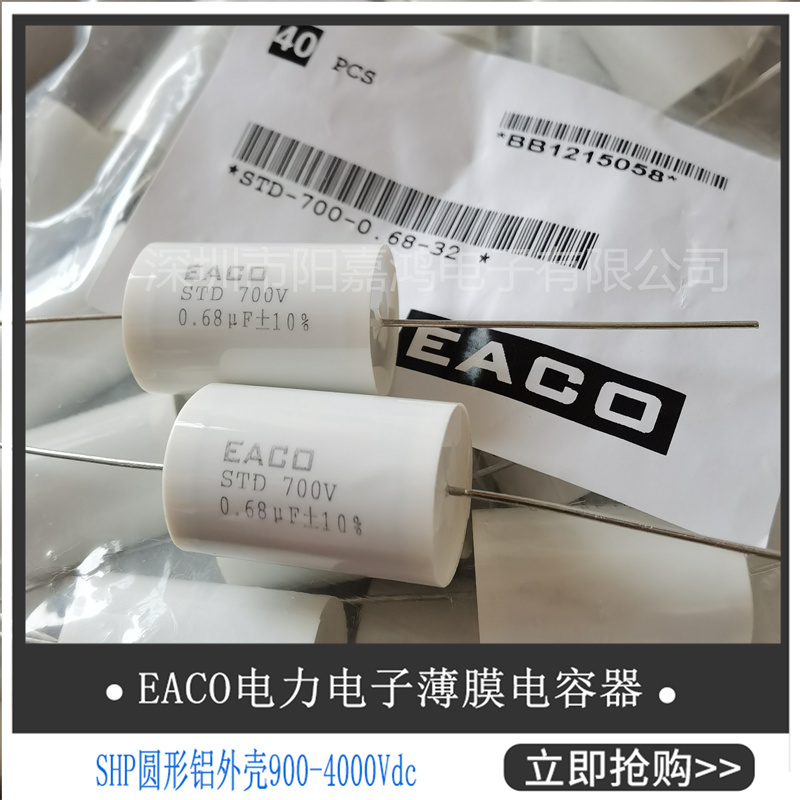 40 PCS
*BB1215058*
*STD-700-0.68-32 *
深圳市阳嘉鸿电子有限公司
EACO
STD 700V
0.68μF±10%
EACO
EACO
STD 700V
0.68μF±10%
●EACO电力电子薄膜电容器●
SHP圆形铝外壳900-4000Vdc
立即抢购>>